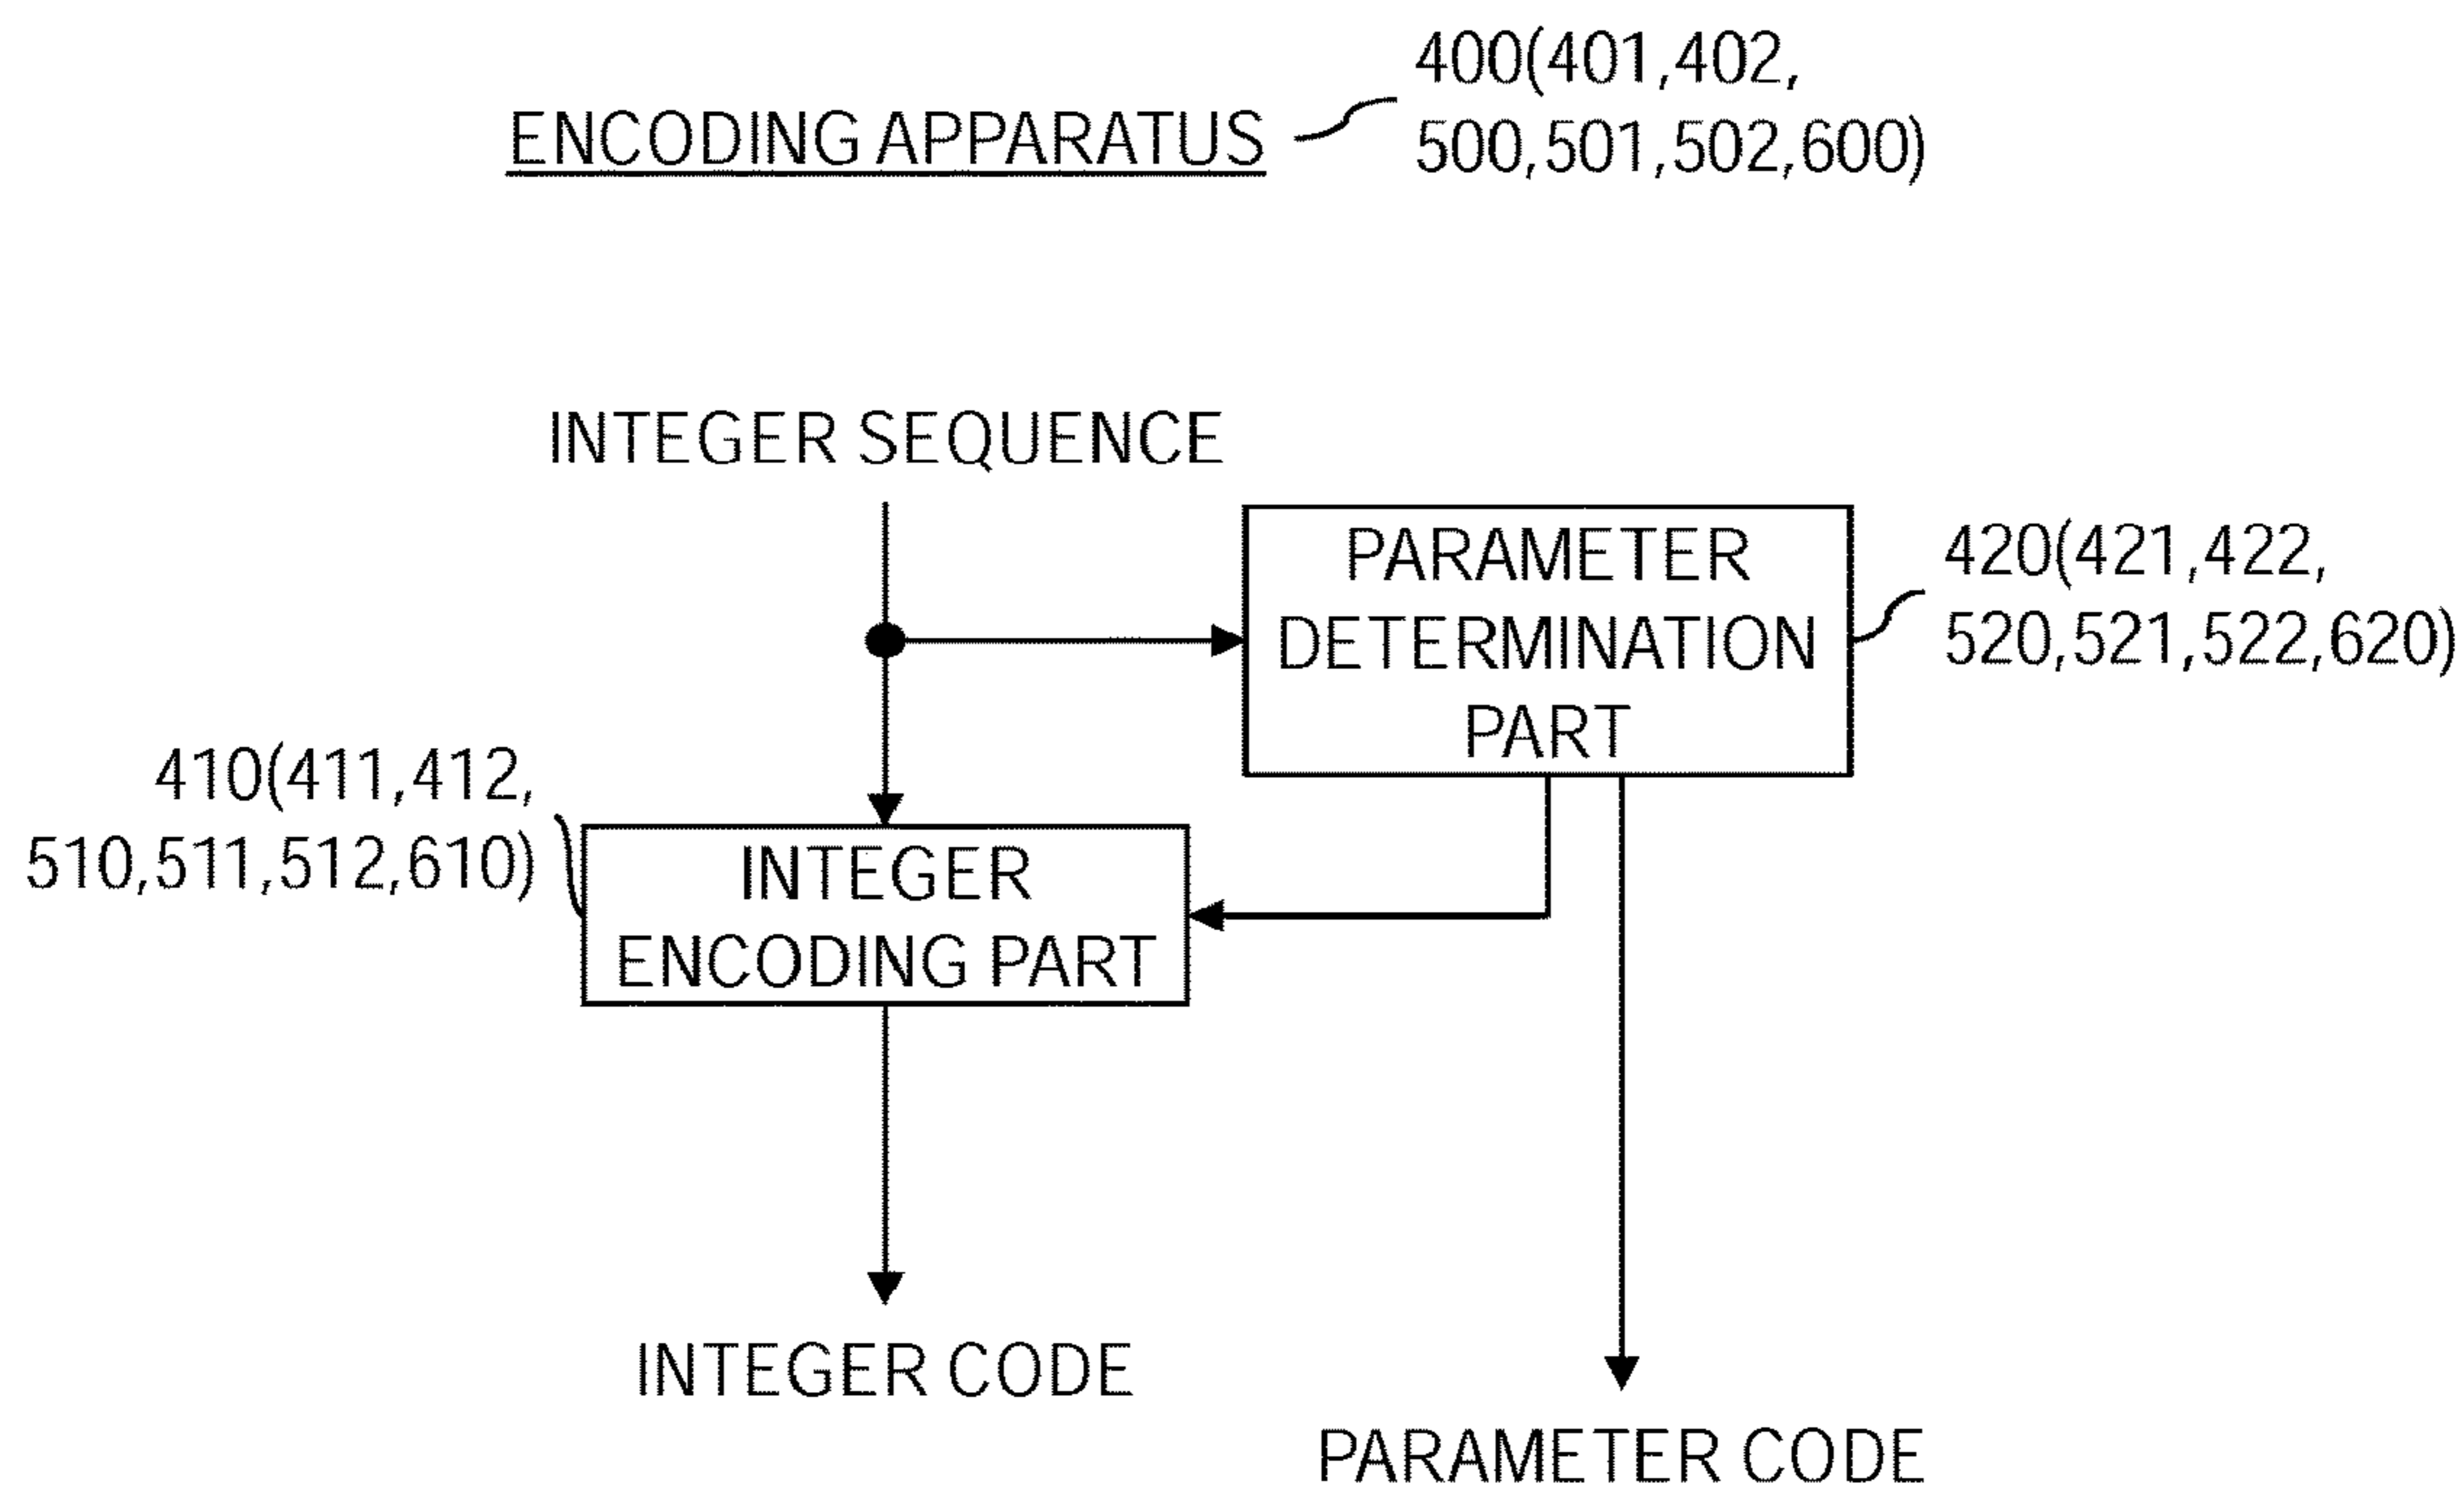 ENCODING APPARATUS
400(401,402,
500,501,502,600)
INTEGER SEQUENCE
PARAMETER
DETERMINATION
PART
420(421,422,
520,521,522,620)
410(411,412,
510,511,512,610)
INTEGER
ENCODING PART
INTEGER CODE
PARAMETER CODE